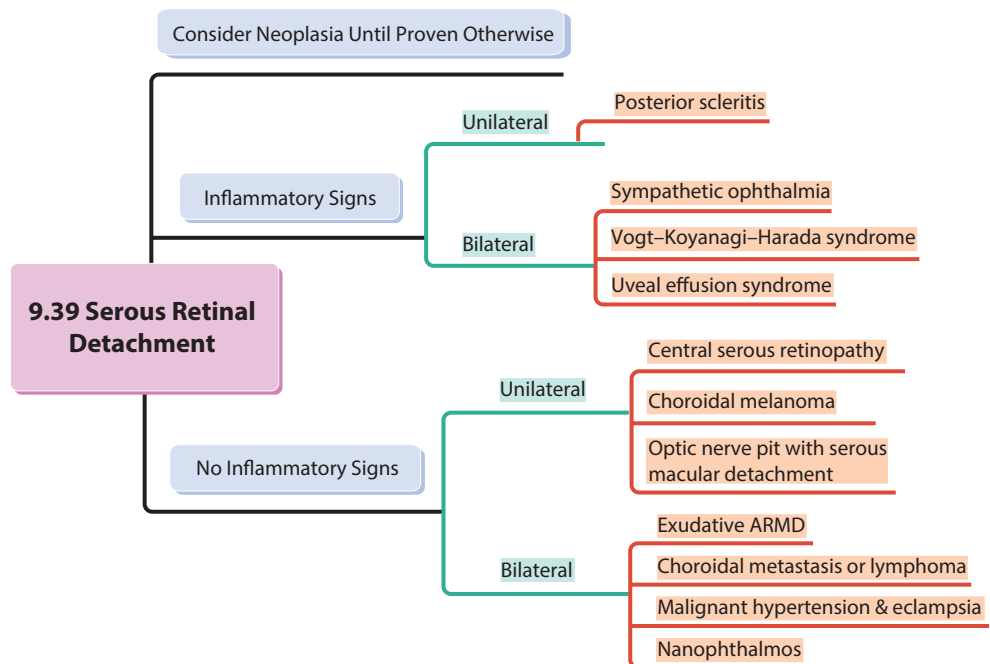 Consider Neoplasia Until Proven Otherwise
Posterior scleritis
Unilateral
Inflammatory Signs
Sympathetic ophthalmia
Vogt–Koyanagi–Harada syndrome
Bilateral
Uveal effusion syndrome
9.39 Serous Retinal
Detachment
Central serous retinopathy
Unilateral
Choroidal melanoma
Optic nerve pit with serous
macular detachment
No Inflammatory Signs
Exudative ARMD
Bilateral
Choroidal metastasis or lymphoma
Malignant hypertension & eclampsia
Nanophthalmos